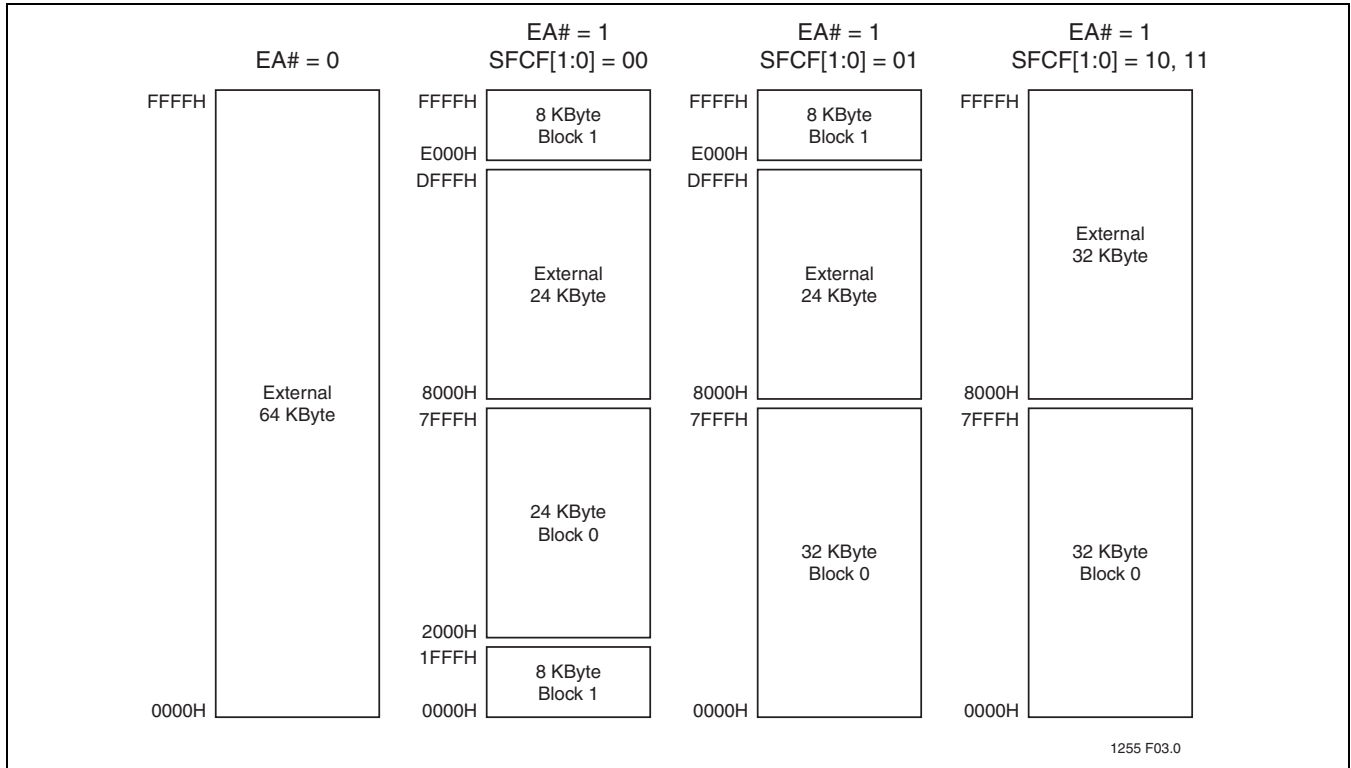 EA# = 0
FFFFH
External
64 KByte
0000H
EA# = 1
SFCF[1:0] = 00
FFFFH
8 KByte
Block 1
E000H
DFFFH
External
24 KByte
8000H
7FFFH
24 KByte
Block 0
2000H
1FFFH
8 KByte
Block 1
0000H
EA# = 1
SFCF[1:0] = 01
FFFFH
8 KByte
Block 1
E000H
DFFFH
External
24 KByte
8000H
7FFFH
32 KByte
Block 0
0000H
EA# = 1
SFCF[1:0] = 10, 11
FFFFH
External
32 KByte
8000H
7FFFH
32 KByte
Block 0
0000H
1255 F03.0